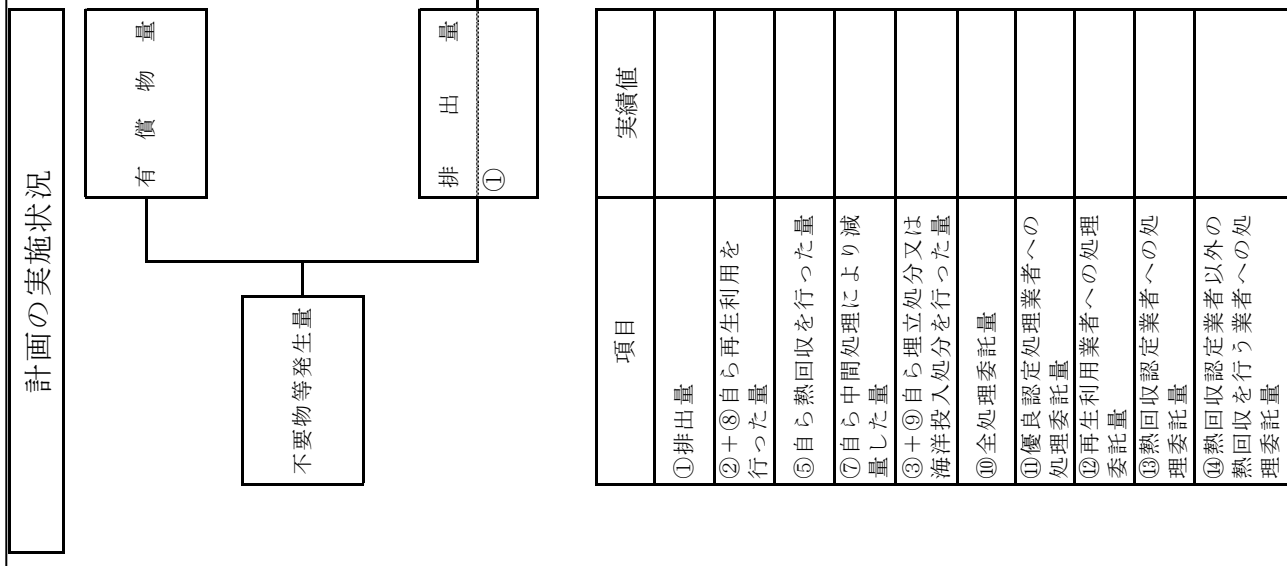 計画の実施状況
有償物量
不要物等発生量
排出量
①
項目
実績値
①排出量
②＋⑧自ら再生利用を
行った量
⑤自ら熱回収を行った量
⑦自ら中間処理により減
量した量
③＋⑨自ら埋立処分又は
海洋投入処分を行った量
⑩全処理委託量
⑪優良認定処理業者への
処理委託量
⑫再生利用業者への処理
委託量
⑬熱回収認定業者への処
理委託量
⑭熱回収認定業者以外の
熱回収を行う業者への処
理委託量